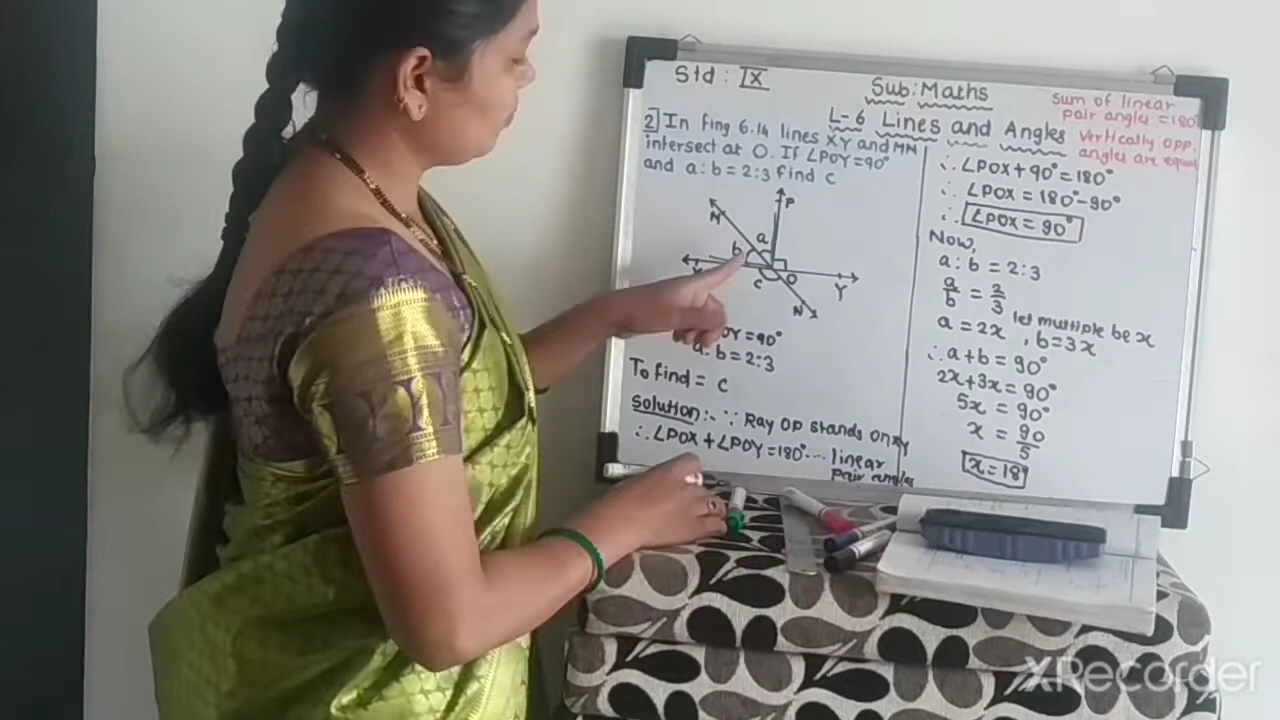 Std : IX
Sub: Maths
L-6 Lines and Angles
Sum of linear
pair angles = 180°
Vertically opp.
angles are equal
2] In fing 6.14 lines XY and MN
intersect at O. If ∠POY=90°
and a:b = 2:3 find c
P
M
a
b
c
O
Y
N
OY=90°
a:b = 2:3
To find = c
Solution:- ∵ Ray OP stands on xy
∴ ∠POX + ∠POY = 180° --- linear
pair angles
∴ ∠POX + 90° = 180°
∴ ∠POX = 180° - 90°
∴ ∠POX = 90°
Now,
a:b = 2:3
a/b = 2/3
let multiple be x
a = 2x , b = 3x
∴ a + b = 90°
2x + 3x = 90°
5x = 90°
x = 90/5
x = 18°
XRecorder